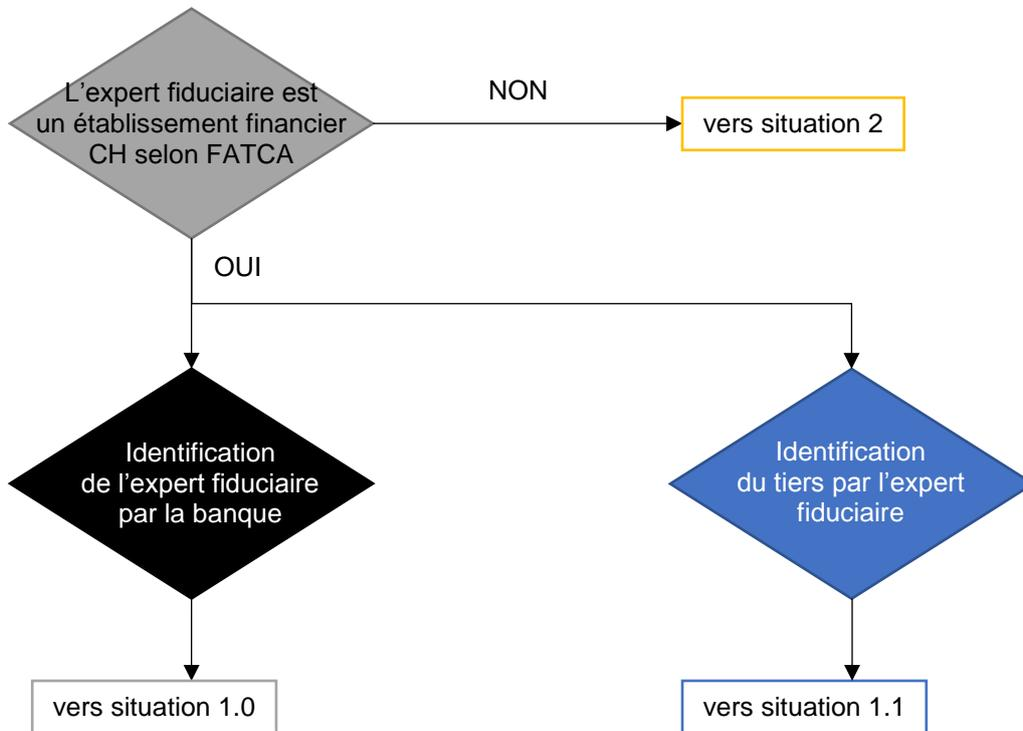 L’expert fiduciaire est
un établissement financier
CH selon FATCA
NON
vers situation 2
OUI
Identification
de l’expert fiduciaire
par la banque
Identification
du tiers par l’expert
fiduciaire
vers situation 1.0
vers situation 1.1